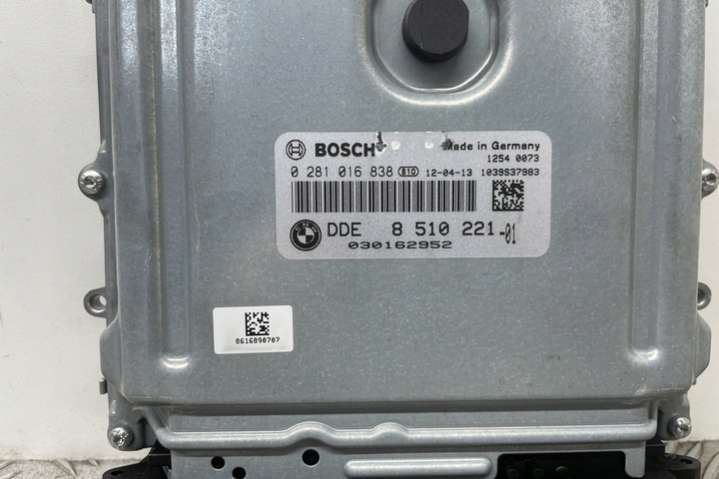 BOSCH Made in Germany
1254 0073
0 281 016 838 B10 12-04-13 1039S37983
DDE 8 510 221-01
030162952
0616890707